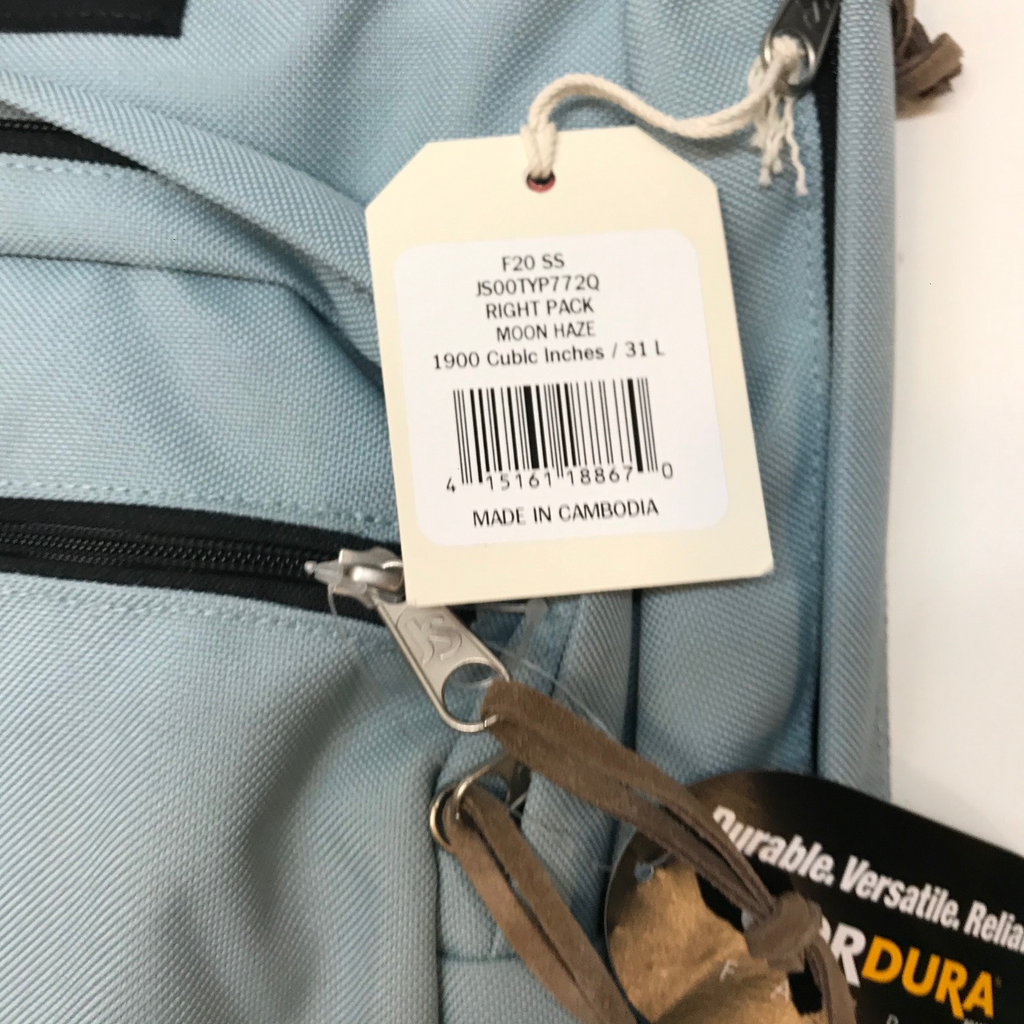 F20 SS
JS00TYP772Q
RIGHT PACK
MOON HAZE
1900 Cubic Inches / 31 L
4 15161 18867 0
MADE IN CAMBODIA
JS
Durable. Versatile.
DURA